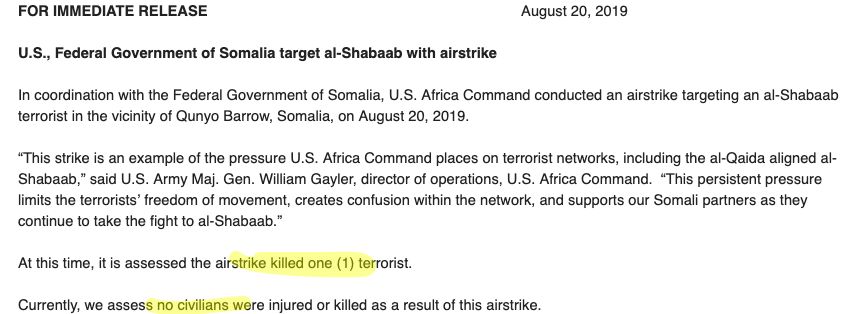 FOR IMMEDIATE RELEASE August 20, 2019
U.S., Federal Government of Somalia target al-Shabaab with airstrike
In coordination with the Federal Government of Somalia, U.S. Africa Command conducted an airstrike targeting an al-Shabaab
terrorist in the vicinity of Qunyo Barrow, Somalia, on August 20, 2019.
“This strike is an example of the pressure U.S. Africa Command places on terrorist networks, including the al-Qaida aligned al-
Shabaab,” said U.S. Army Maj. Gen. William Gayler, director of operations, U.S. Africa Command.  “This persistent pressure
limits the terrorists’ freedom of movement, creates confusion within the network, and supports our Somali partners as they
continue to take the fight to al-Shabaab.”
At this time, it is assessed the airstrike killed one (1) terrorist.
Currently, we assess no civilians were injured or killed as a result of this airstrike.